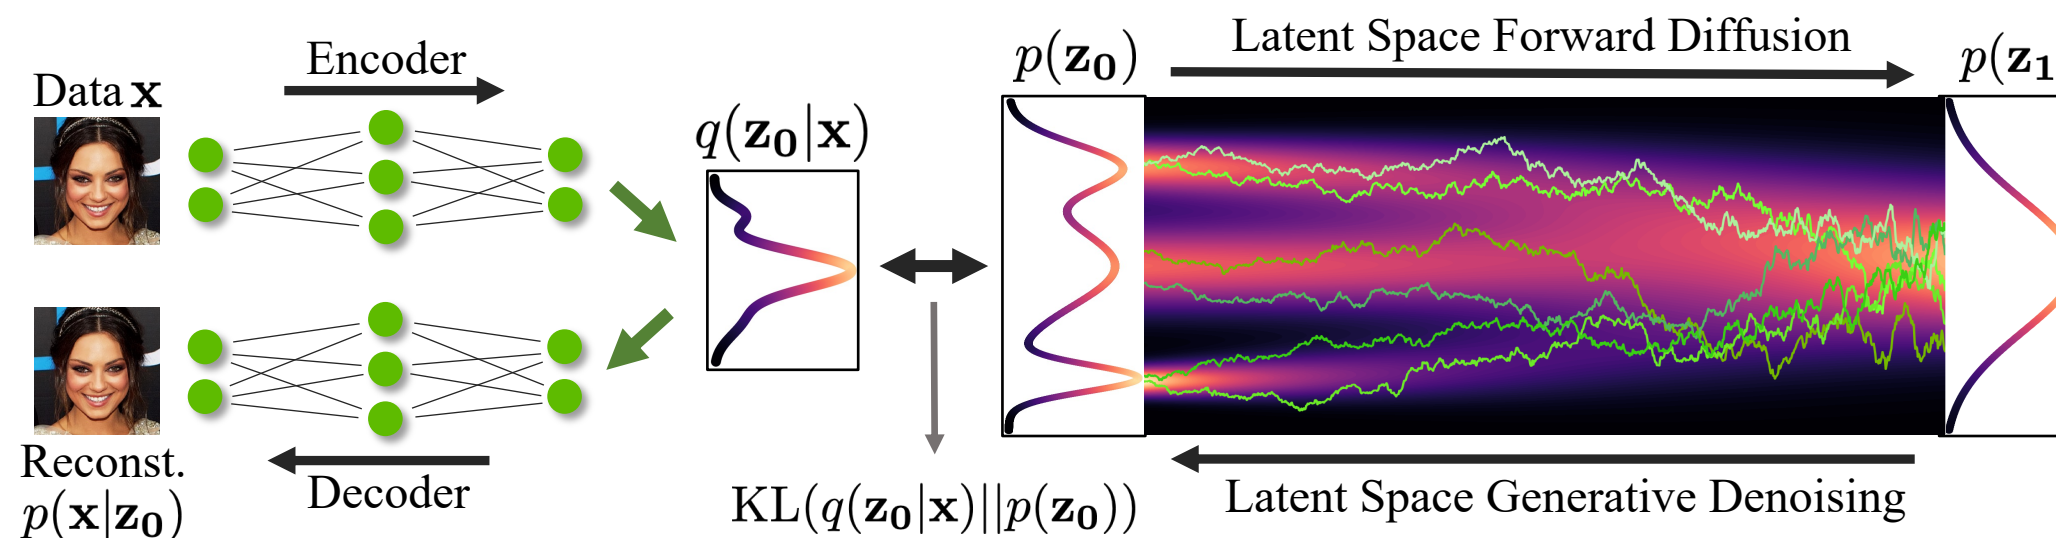 Data x
Encoder
q(z₀|x)
p(z₀)
Latent Space Forward Diffusion
p(z₁
Reconst.
p(x|z₀)
Decoder
KL(q(z₀|x)||p(z₀))
Latent Space Generative Denoising